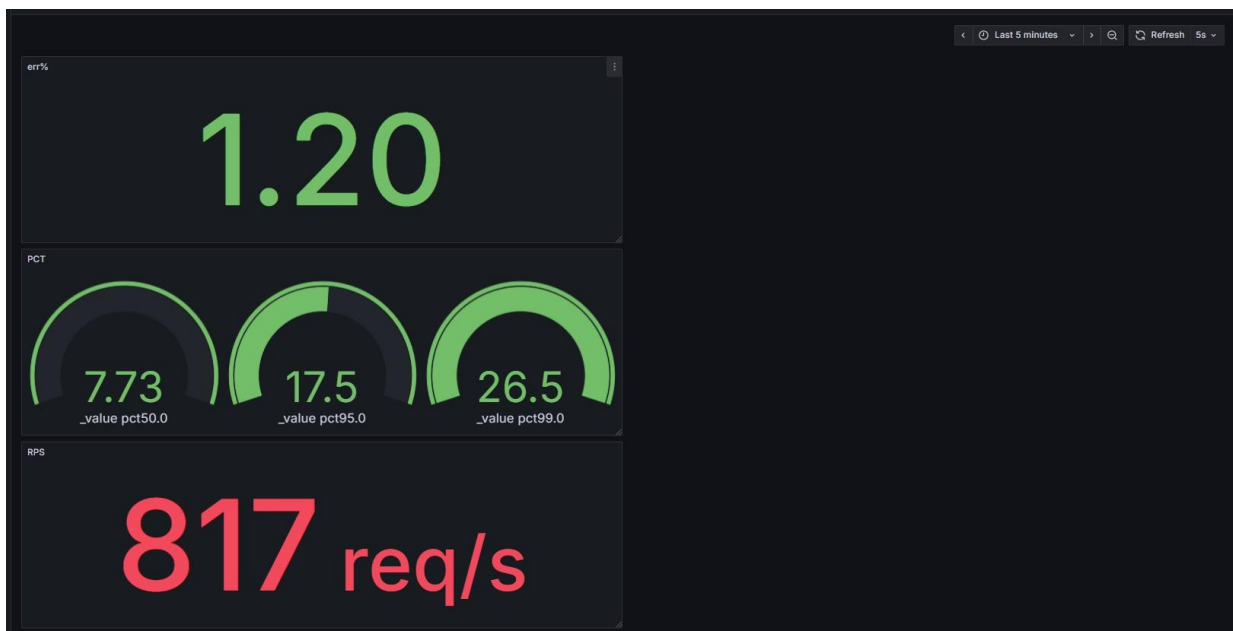 Last 5 minutes
Refresh 5s
err%
1.20
PCT
7.73 17.5 26.5
_value pct50.0 _value pct95.0 _value pct99.0
RPS
817 req/s